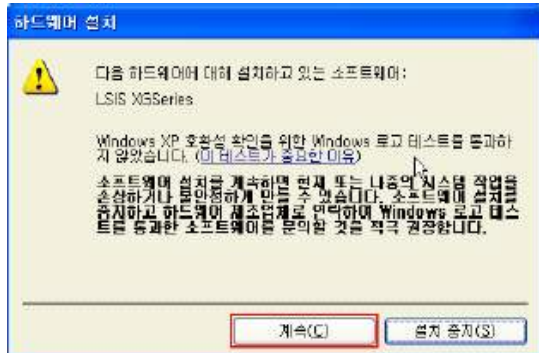 하드웨어 설치
다음 하드웨어에 대해 설치하고 있는 소프트웨어:
LSIS XGSeries
Windows XP 호환성 확인을 위한 Windows 로고 테스트를 통과하
지 않았습니다. (이 테스트가 중요한 이유)
소프트웨어 설치를 계속하면 현재 또는 나중의 시스템 작업을
손상하거나 불안정하게 만들 수 있습니다. 소프트웨어 설치를
중지하고 하드웨어 제조업체로 연락하여 Windows 로고 테스
트를 통과한 소프트웨어를 문의할 것을 적극 권장합니다.
계속(C)
설치 중지(S)